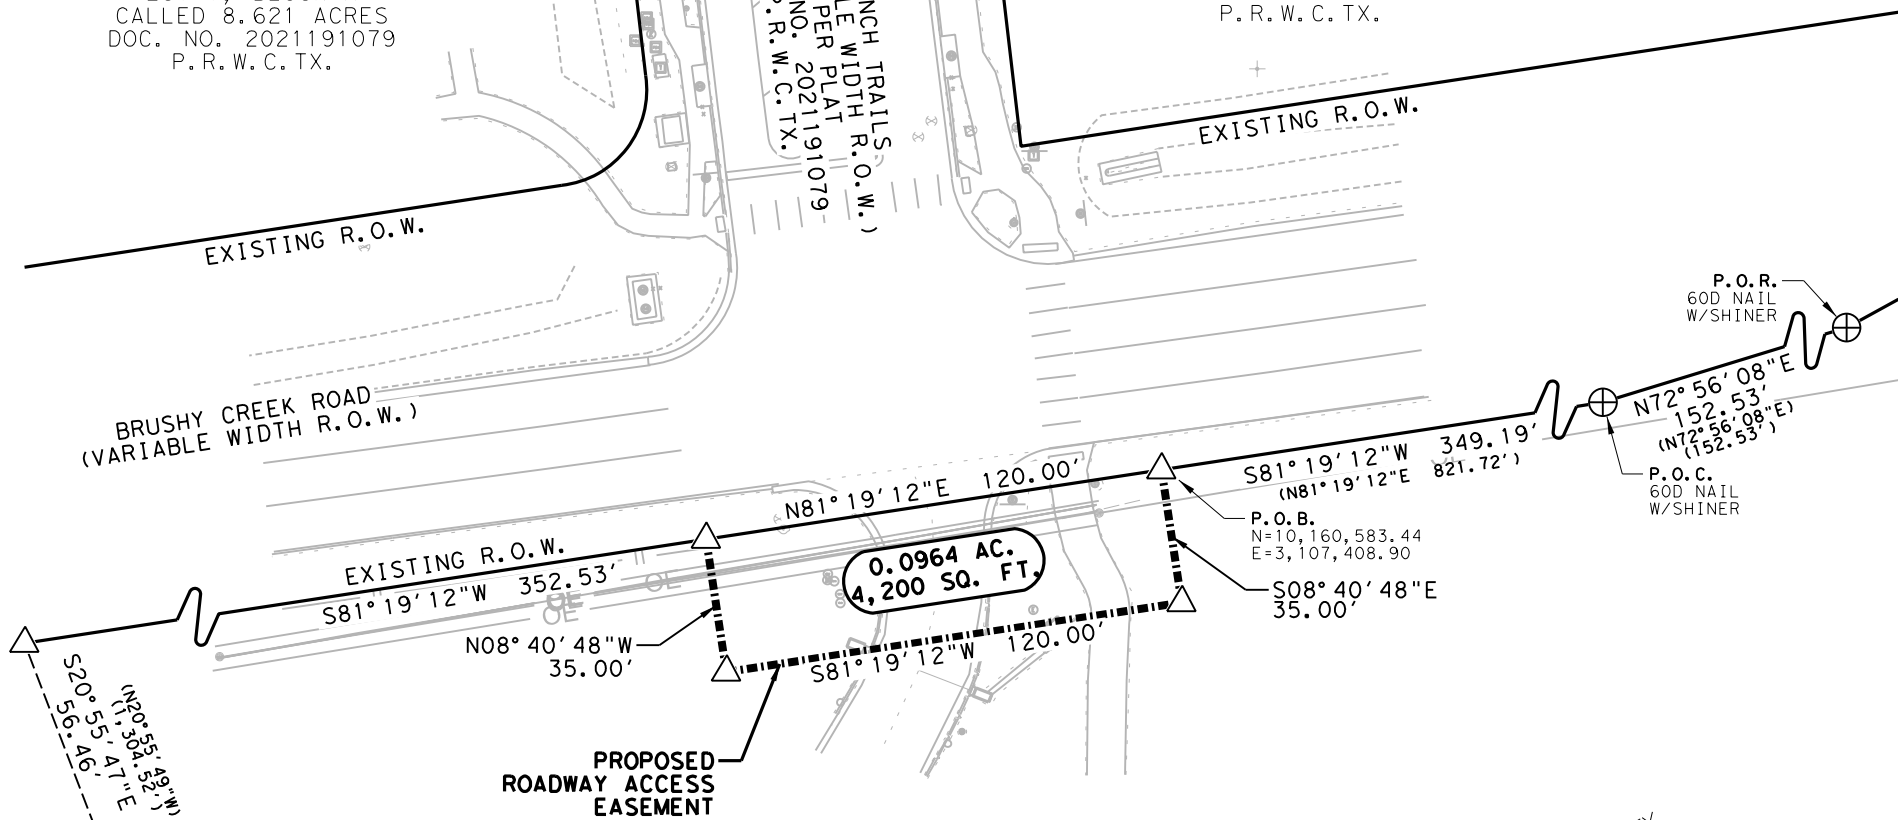 CALLED 8.621 ACRES
DOC. NO. 2021191079
P.R.W.C.TX.
NCH TRAILS
LE WIDTH R.O.W.)
PER PLAT
NO. 2021191079
P.R.W.C.TX.
P.R.W.C.TX.
EXISTING R.O.W.
EXISTING R.O.W.
BRUSHY CREEK ROAD
(VARIABLE WIDTH R.O.W.)
P.O.R.
60D NAIL
W/SHINER
N72°56'08"E
152.53'
(N72°56'08"E)
(152.53')
P.O.C.
60D NAIL
W/SHINER
S81°19'12"W 349.19'
(N81°19'12"E 821.72')
N81°19'12"E 120.00'
P.O.B.
N=10,160,583.44
E=3,107,408.90
S08°40'48"E
35.00'
0.0964 AC.
4,200 SQ. FT.
EXISTING R.O.W.
S81°19'12"W 352.53'
OE
OE
OE
N08°40'48"W
35.00'
S81°19'12"W 120.00'
PROPOSED
ROADWAY ACCESS
EASEMENT
S20°55'47"E
56.46'
(N20°55'49"W)
(1,304.52')